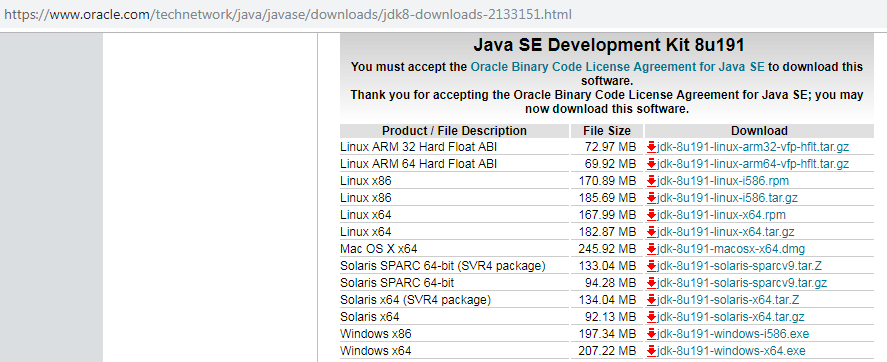 https://www.oracle.com/technetwork/java/javase/downloads/jdk8-downloads-2133151.html
Java SE Development Kit 8u191
You must accept the Oracle Binary Code License Agreement for Java SE to download this
software.
Thank you for accepting the Oracle Binary Code License Agreement for Java SE; you may
now download this software.
Product / File Description File Size Download
Linux ARM 32 Hard Float ABI 72.97 MB jdk-8u191-linux-arm32-vfp-hflt.tar.gz
Linux ARM 64 Hard Float ABI 69.92 MB jdk-8u191-linux-arm64-vfp-hflt.tar.gz
Linux x86 170.89 MB jdk-8u191-linux-i586.rpm
Linux x86 185.69 MB jdk-8u191-linux-i586.tar.gz
Linux x64 167.99 MB jdk-8u191-linux-x64.rpm
Linux x64 182.87 MB jdk-8u191-linux-x64.tar.gz
Mac OS X x64 245.92 MB jdk-8u191-macosx-x64.dmg
Solaris SPARC 64-bit (SVR4 package) 133.04 MB jdk-8u191-solaris-sparcv9.tar.Z
Solaris SPARC 64-bit 94.28 MB jdk-8u191-solaris-sparcv9.tar.gz
Solaris x64 (SVR4 package) 134.04 MB jdk-8u191-solaris-x64.tar.Z
Solaris x64 92.13 MB jdk-8u191-solaris-x64.tar.gz
Windows x86 197.34 MB jdk-8u191-windows-i586.exe
Windows x64 207.22 MB jdk-8u191-windows-x64.exe